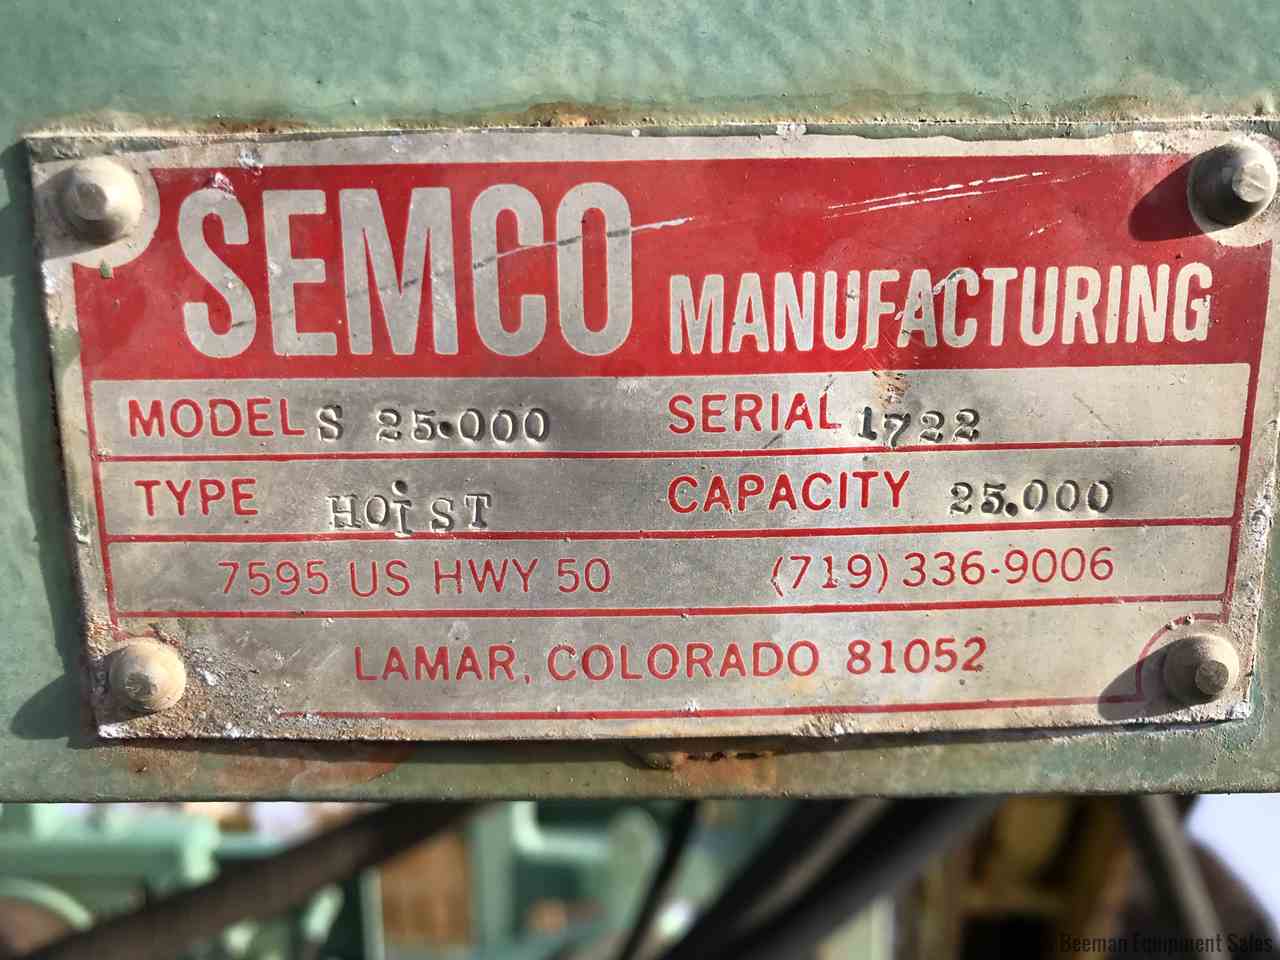 SEMCO MANUFACTURING
MODEL S 25.000 SERIAL 1722
TYPE HOiST CAPACITY 25.000
7595 US HWY 50 (719) 336-9006
LAMAR, COLORADO 81052
Beeman Equipment Sales